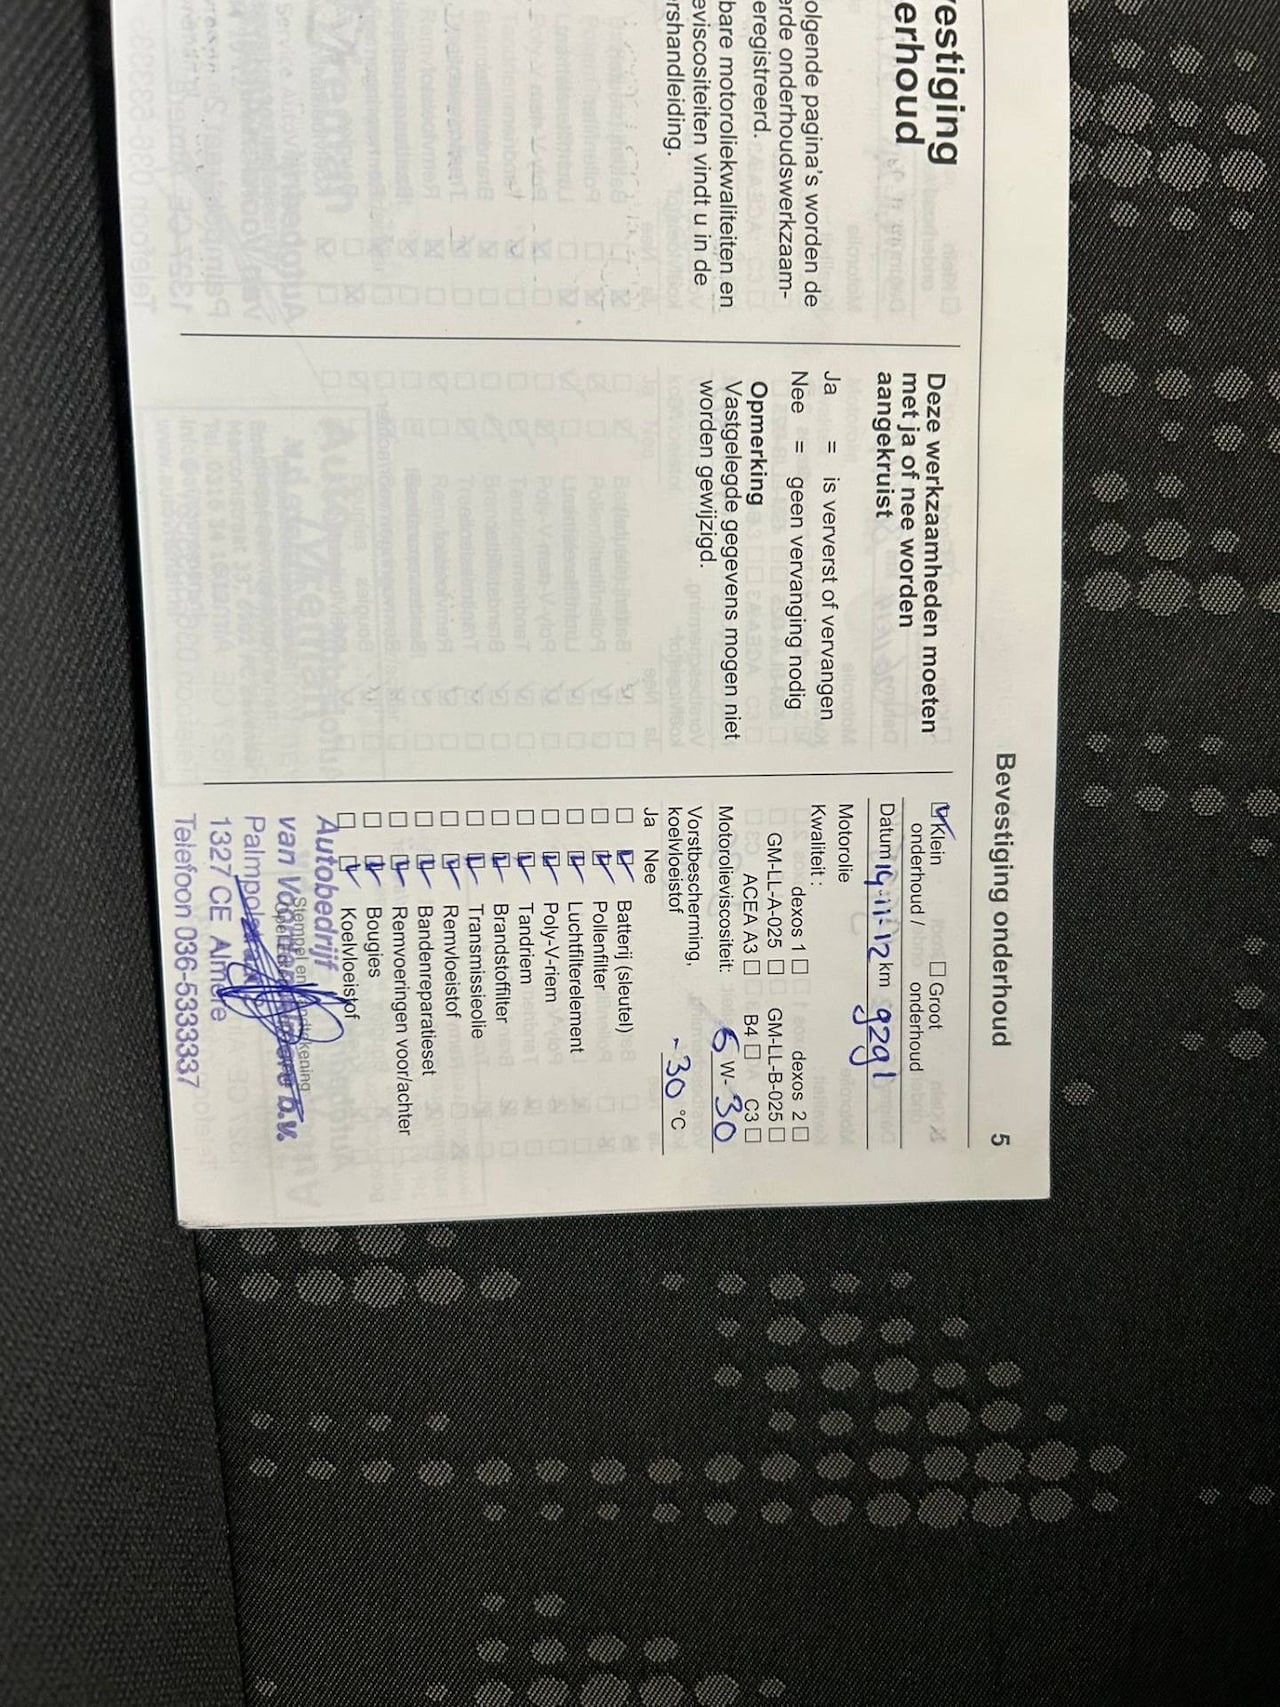 Bevestiging onderhoud 5
estiging
erhoud
olgende pagina's worden de
erde onderhoudswerkzaam-
eregistreerd.
bare motoroliekwaliteiten en
eviscositeiten vindt u in de
rshandleiding.
Deze werkzaamheden moeten
met ja of nee worden
aangekruist
Ja = is ververst of vervangen
Nee = geen vervanging nodig
Opmerking
Vastgelegde gegevens mogen niet
worden gewijzigd.
☑ Klein ☐ Groot
onderhoud / onderhoud
Datum 14-11-12 km 9291
Motorolie
Kwaliteit :
dexos 1 ☐ dexos 2 ☐
GM-LL-A-025 ☐ GM-LL-B-025 ☐
ACEA A3 ☐ B4 ☐ C3 ☐
Motorolieviscositeit: 5 W- 30
Vorstbescherming,
koelvloeistof -30 °C
Ja Nee
☐ ☑ Batterij (sleutel)
☐ ☑ Pollenfilter
☐ ☑ Luchtfilterelement
☐ ☑ Poly-V-riem
☐ ☑ Tandriem
☐ ☑ Brandstoffilter
☐ ☑ Transmissieolie
☐ ☑ Remvloeistof
☐ ☑ Bandenreparatieset
☐ ☑ Remvoeringen voor/achter
☐ ☑ Bougies
☐ ☑ Koelvloeistof
Autobedrijf
Stempel en
van b.v.
1327 CE Almere
Telefoon 036-5333337